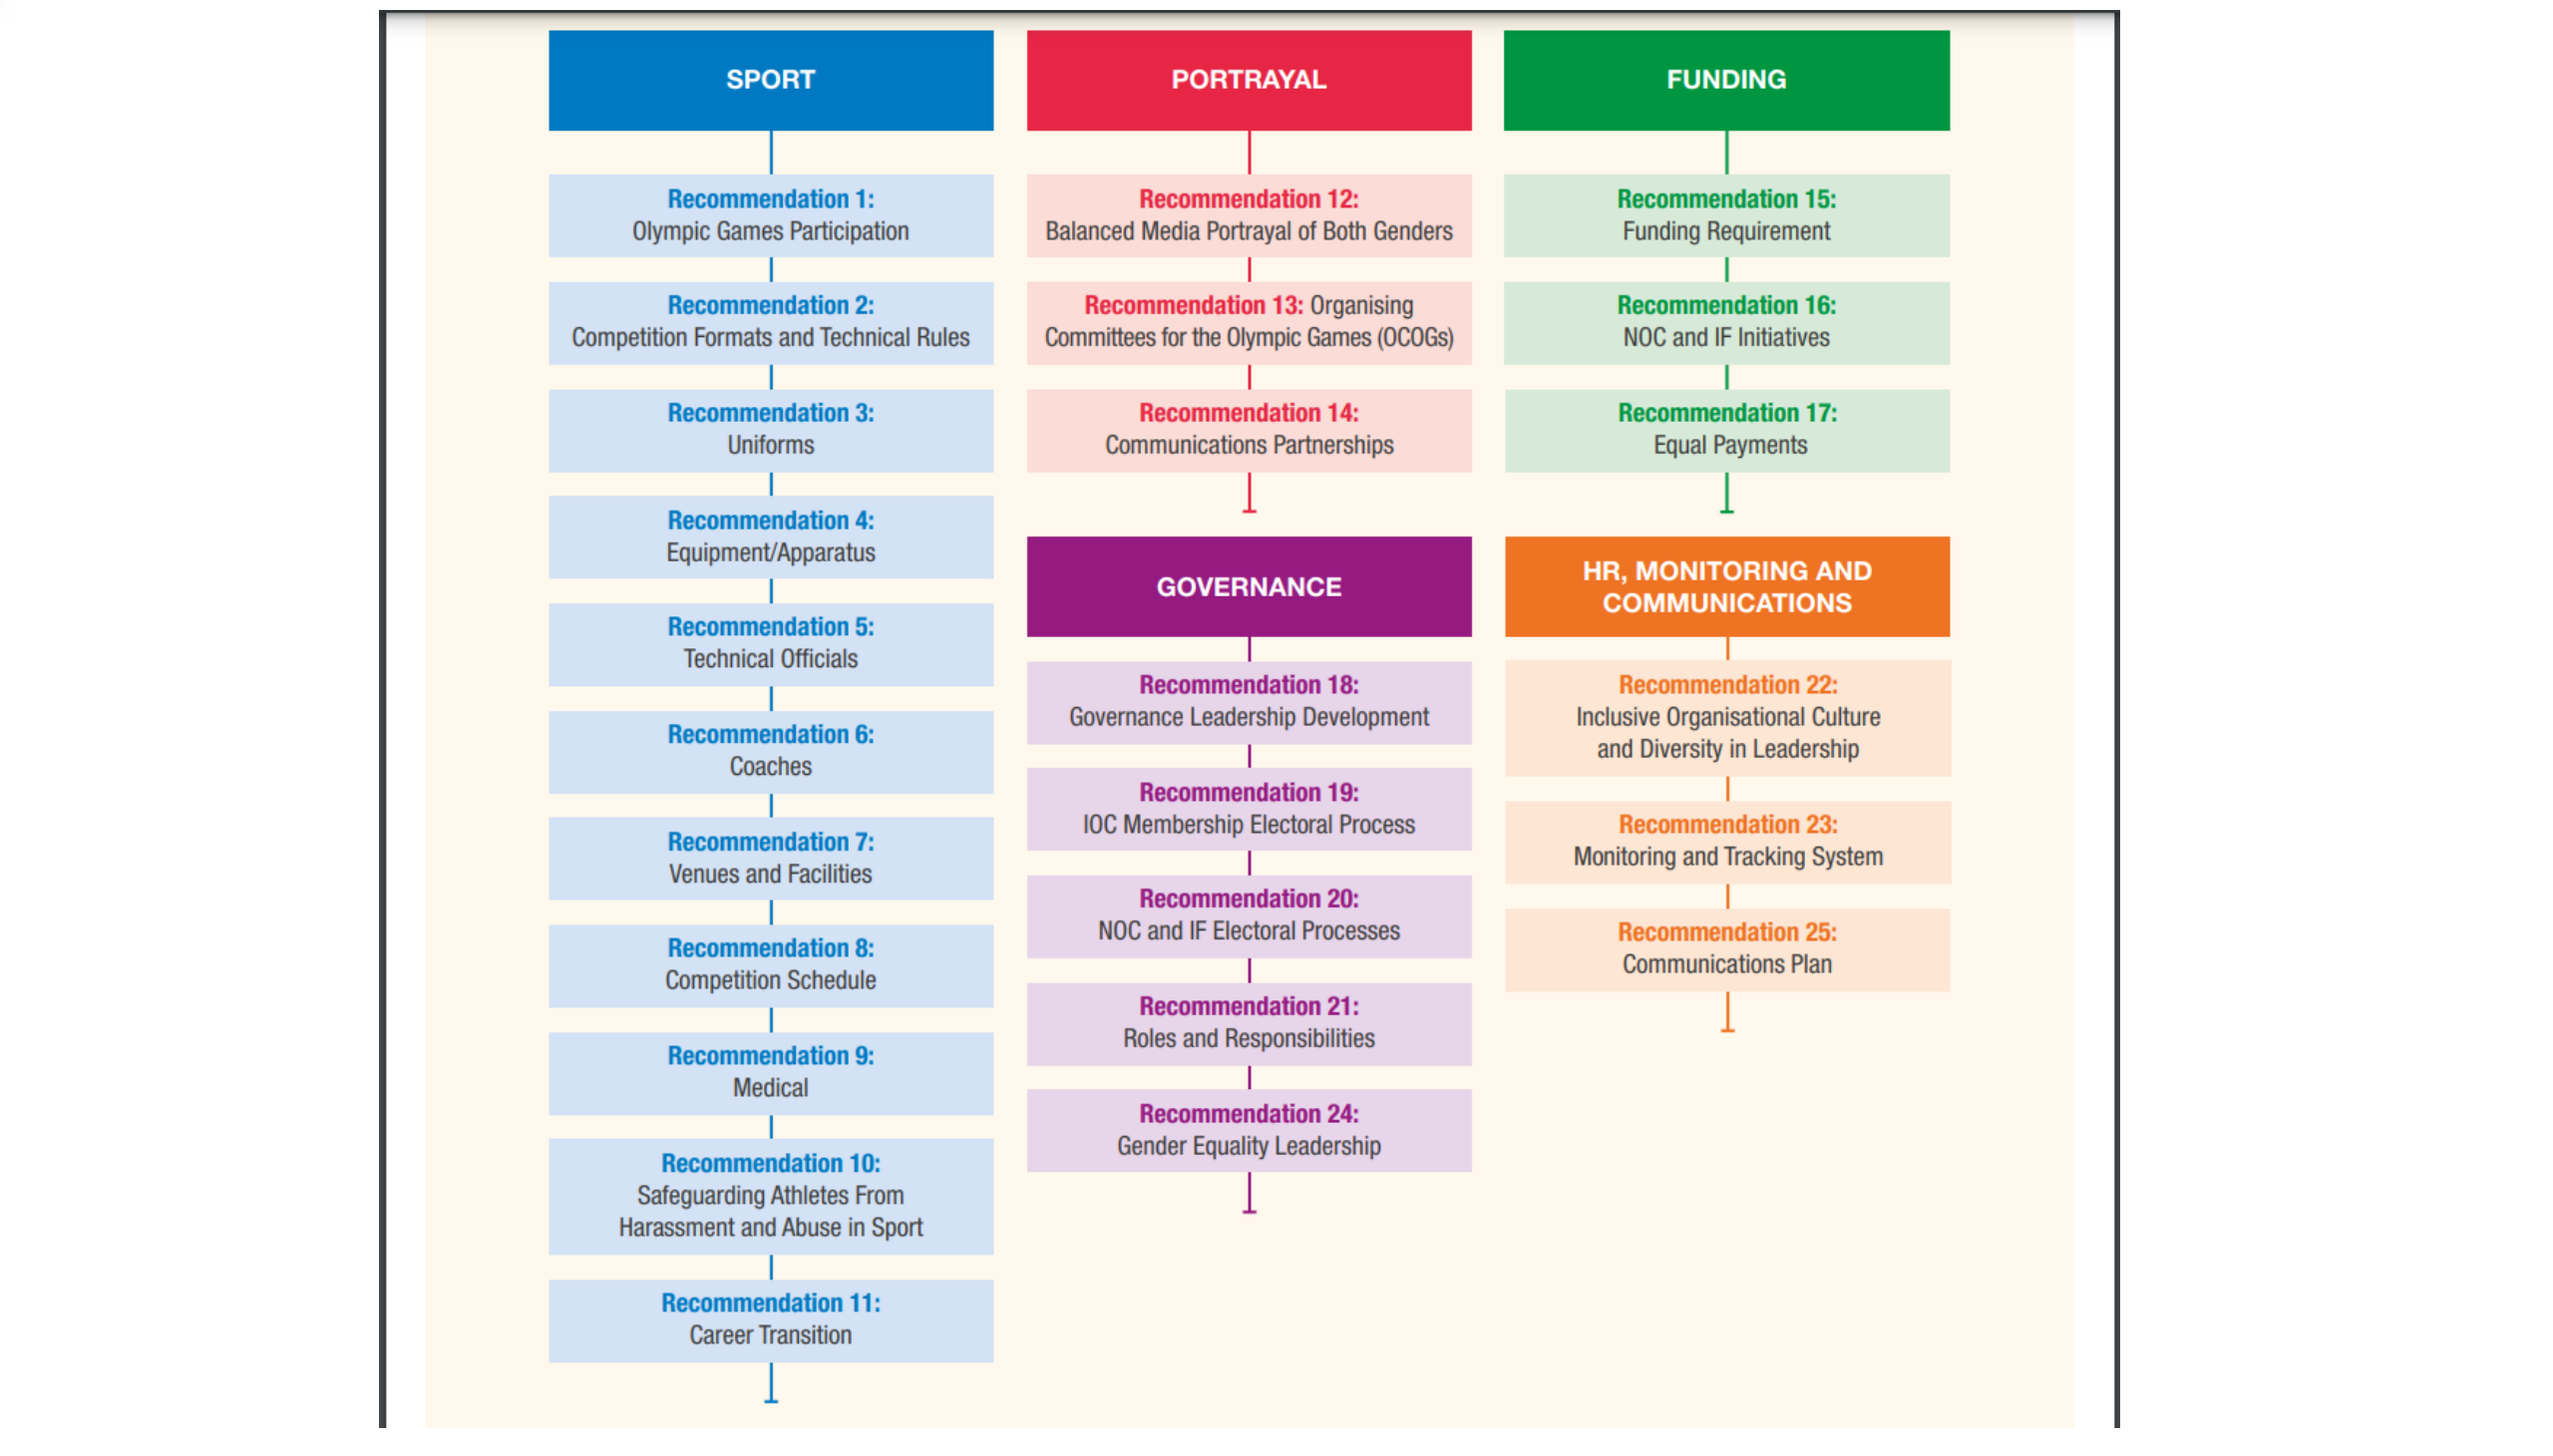 SPORT
Recommendation 1:
Olympic Games Participation
Recommendation 2:
Competition Formats and Technical Rules
Recommendation 3:
Uniforms
Recommendation 4:
Equipment/Apparatus
Recommendation 5:
Technical Officials
Recommendation 6:
Coaches
Recommendation 7:
Venues and Facilities
Recommendation 8:
Competition Schedule
Recommendation 9:
Medical
Recommendation 10:
Safeguarding Athletes From
Harassment and Abuse in Sport
Recommendation 11:
Career Transition
PORTRAYAL
Recommendation 12:
Balanced Media Portrayal of Both Genders
Recommendation 13: Organising
Committees for the Olympic Games (OCOGs)
Recommendation 14:
Communications Partnerships
GOVERNANCE
Recommendation 18:
Governance Leadership Development
Recommendation 19:
IOC Membership Electoral Process
Recommendation 20:
NOC and IF Electoral Processes
Recommendation 21:
Roles and Responsibilities
Recommendation 24:
Gender Equality Leadership
FUNDING
Recommendation 15:
Funding Requirement
Recommendation 16:
NOC and IF Initiatives
Recommendation 17:
Equal Payments
HR, MONITORING AND
COMMUNICATIONS
Recommendation 22:
Inclusive Organisational Culture
and Diversity in Leadership
Recommendation 23:
Monitoring and Tracking System
Recommendation 25:
Communications Plan